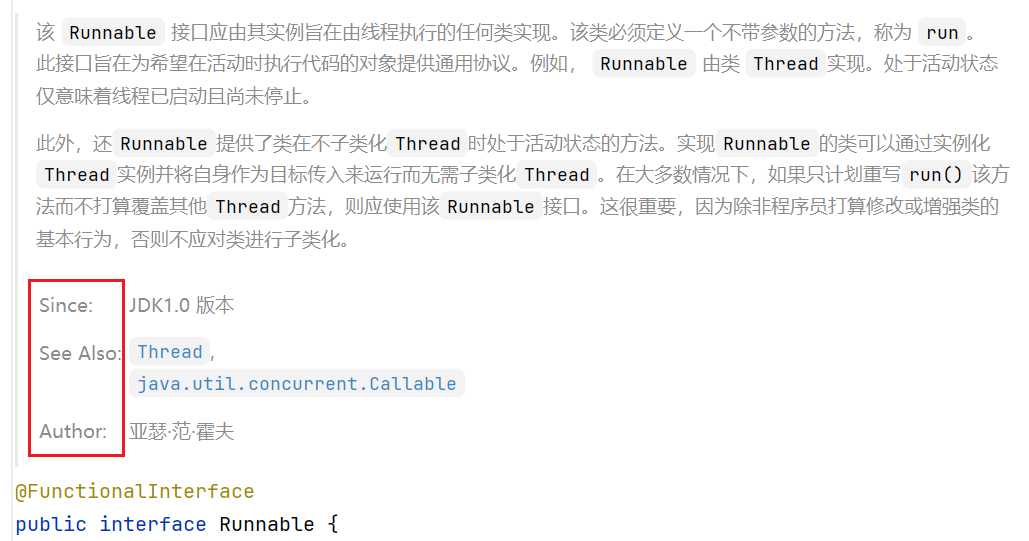 该 Runnable 接口应由其实例旨在由线程执行的任何类实现。该类必须定义一个不带参数的方法，称为 run 。
此接口旨在为希望在活动时执行代码的对象提供通用协议。例如， Runnable 由类 Thread 实现。处于活动状态
仅意味着线程已启动且尚未停止。
此外，还 Runnable 提供了类在不子类化 Thread 时处于活动状态的方法。实现 Runnable 的类可以通过实例化
Thread 实例并将自身作为目标传入来运行而无需子类化 Thread 。在大多数情况下，如果只计划重写 run() 该方
法而不打算覆盖其他 Thread 方法，则应使用该 Runnable 接口。这很重要，因为除非程序员打算修改或增强类的
基本行为，否则不应对类进行子类化。
Since: JDK1.0 版本
See Also: Thread ,
java.util.concurrent.Callable
Author: 亚瑟·范·霍夫
@FunctionalInterface
public interface Runnable {